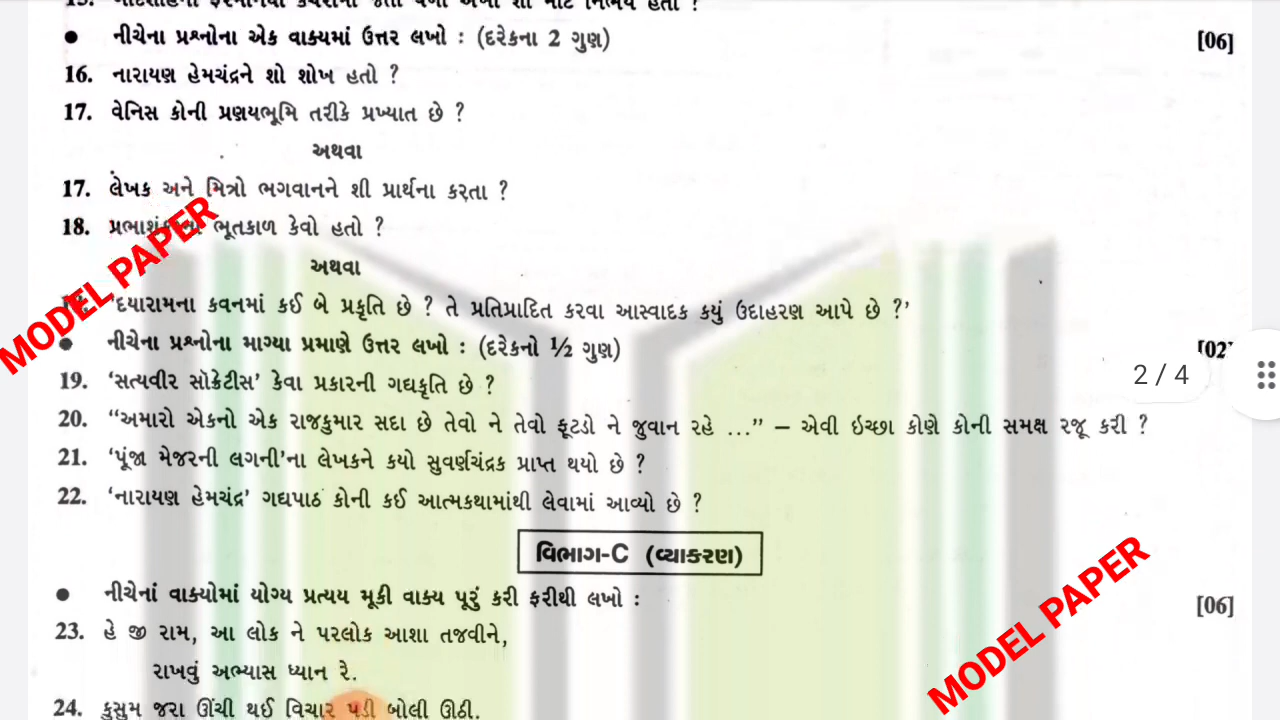 નીચેના પ્રશ્નોના એક વાક્યમાં ઉત્તર લખો : (દરેકના 2 ગુણ) [06]
16. નારાયણ હેમચંદ્રને શો શોખ હતો ?
17. વેનિસ કોની પ્રણયભૂમિ તરીકે પ્રખ્યાત છે ?
અથવા
17. લેખક અને મિત્રો ભગવાનને શી પ્રાર્થના કરતા ?
18. ભૂતકાળ કેવો હતો ?
અથવા
'દયારામના કવનમાં કઈ બે પ્રકૃતિ છે ? તે પ્રતિપ્રાદિત કરવા આસ્વાદક કયું ઉદાહરણ આપે છે ?'
● નીચેના પ્રશ્નોના માગ્યા પ્રમાણે ઉત્તર લખો : (દરેકનો ½ ગુણ) [02]
19. 'સત્યવીર સૉક્રેટીસ' કેવા પ્રકારની ગદ્યકૃતિ છે ?
2 / 4
20. "અમારો એકનો એક રાજકુમાર સદા છે તેવો ને તેવો ફૂટડો ને જુવાન રહે ..." – એવી ઇચ્છા કોણે કોની સમક્ષ રજૂ કરી ?
21. 'પૂંજા મેજરની લગની'ના લેખકને કયો સુવર્ણચંદ્રક પ્રાપ્ત થયો છે ?
22. 'નારાયણ હેમચંદ્ર' ગદ્યપાઠ કોની કઈ આત્મકથામાંથી લેવામાં આવ્યો છે ?
વિભાગ-C (વ્યાકરણ)
● નીચેનાં વાક્યોમાં યોગ્ય પ્રત્યય મૂકી વાક્ય પૂરું કરી ફરીથી લખો : [06]
23. હે જી રામ, આ લોક ને પરલોક આશા તજવીને,
રાખવું અભ્યાસ ધ્યાન રે.
24. કુસુમ જરા ઊંચી થઈ વિચાર પડી બોલી ઊઠી.
MODEL PAPER
MODEL PAPER